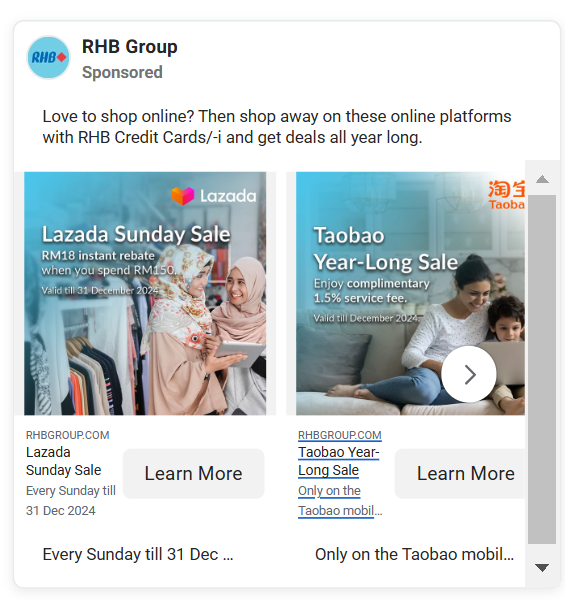 RHB Group
RHB
Sponsored
Love to shop online? Then shop away on these online platforms
with RHB Credit Cards/-i and get deals all year long.
Lazada
Lazada Sunday Sale
RM18 instant rebate
when you spend RM150.
Valid till 31 December 2024
淘宝
Taoba
Taobao
Year-Long Sale
Enjoy complimentary
1.5% service fee.
Valid till December 2024.
RHBGROUP.COM
Lazada
Sunday Sale
Every Sunday till
31 Dec 2024
Learn More
RHBGROUP.COM
Taobao Year-
Long Sale
Only on the
Taobao mobil...
Learn More
Every Sunday till 31 Dec ...
Only on the Taobao mobil...